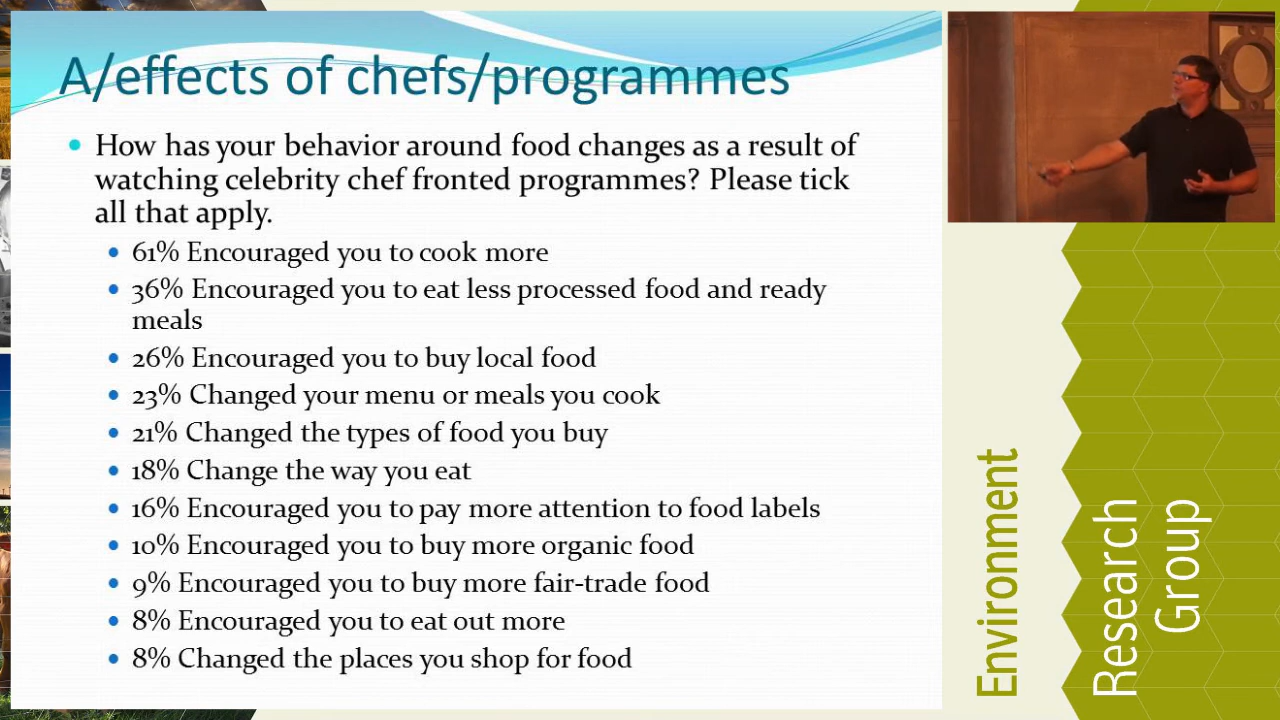 A/effects of chefs/programmes
How has your behavior around food changes as a result of
watching celebrity chef fronted programmes? Please tick
all that apply.
61% Encouraged you to cook more
36% Encouraged you to eat less processed food and ready
meals
26% Encouraged you to buy local food
23% Changed your menu or meals you cook
21% Changed the types of food you buy
18% Change the way you eat
16% Encouraged you to pay more attention to food labels
10% Encouraged you to buy more organic food
9% Encouraged you to buy more fair-trade food
8% Encouraged you to eat out more
8% Changed the places you shop for food
Environment
Research
Group